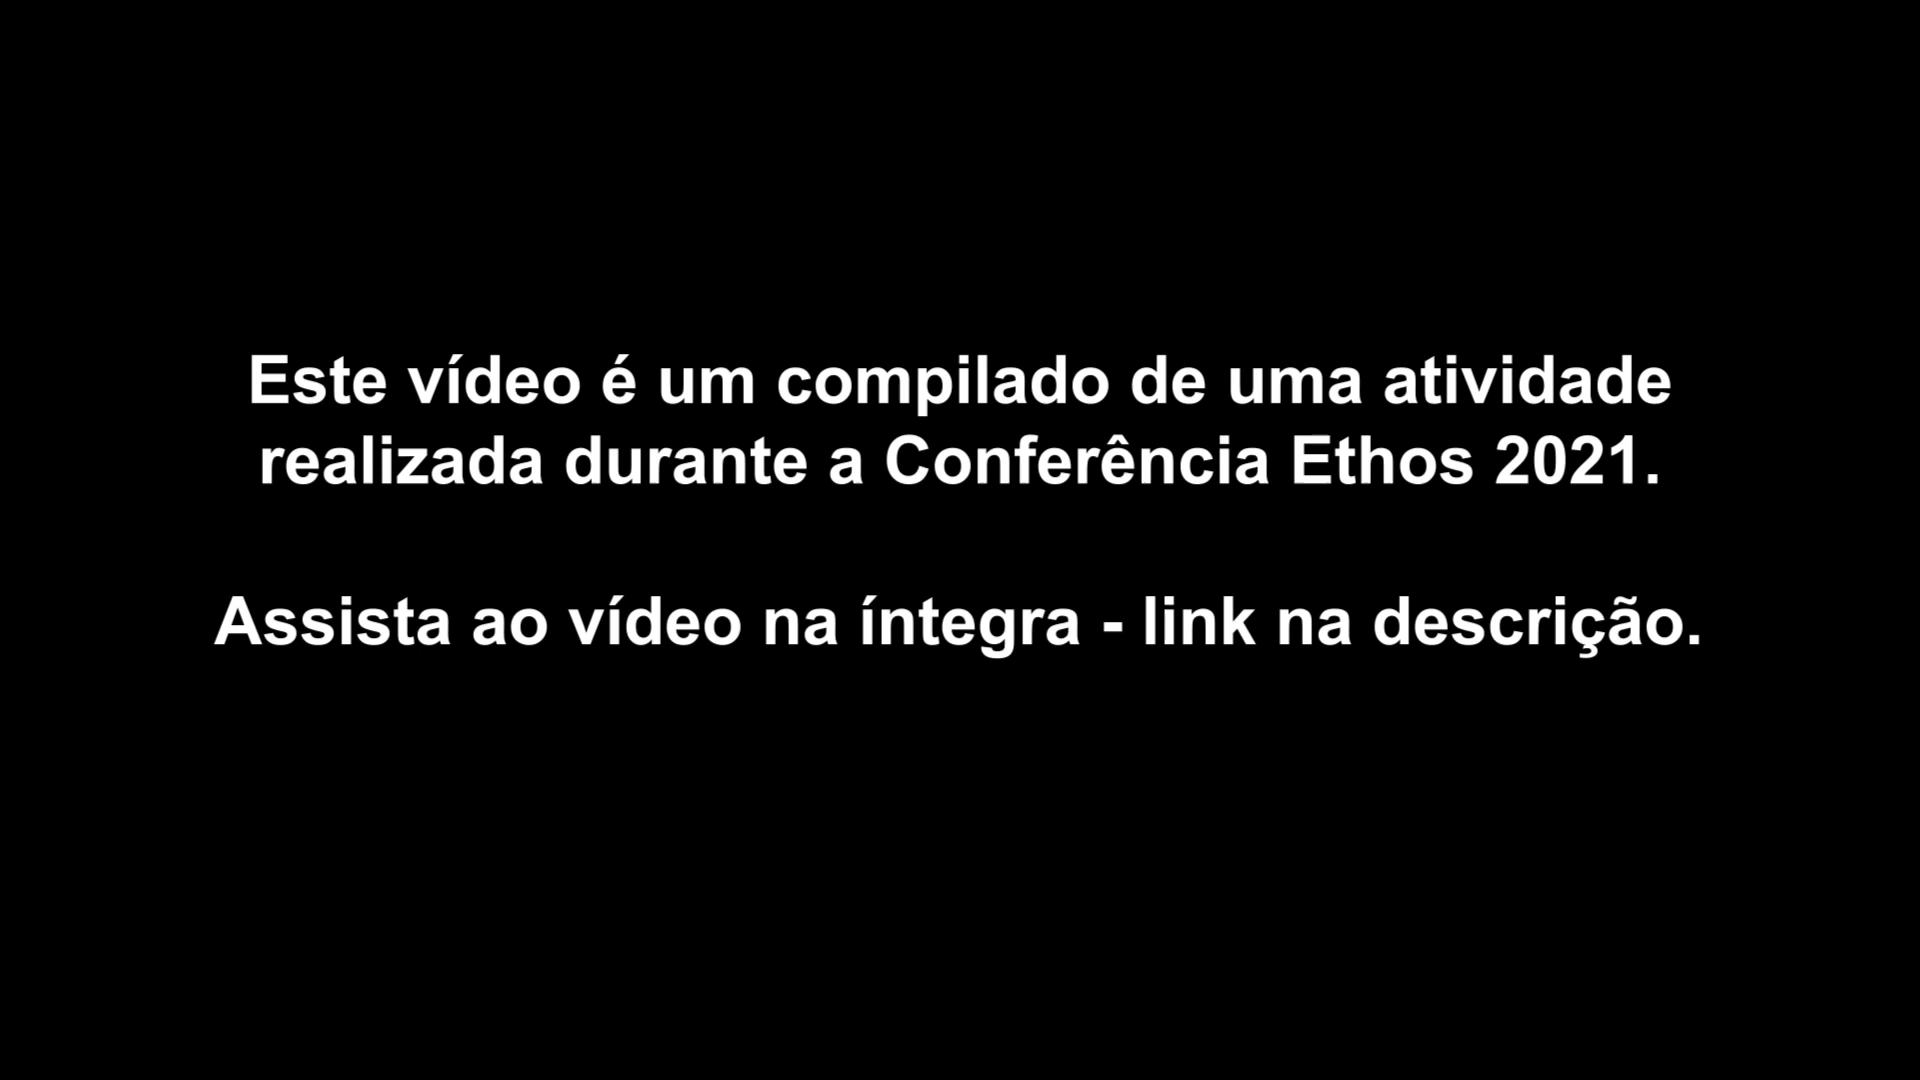 Este vídeo é um compilado de uma atividade
realizada durante a Conferência Ethos 2021.
Assista ao vídeo na íntegra - link na descrição.